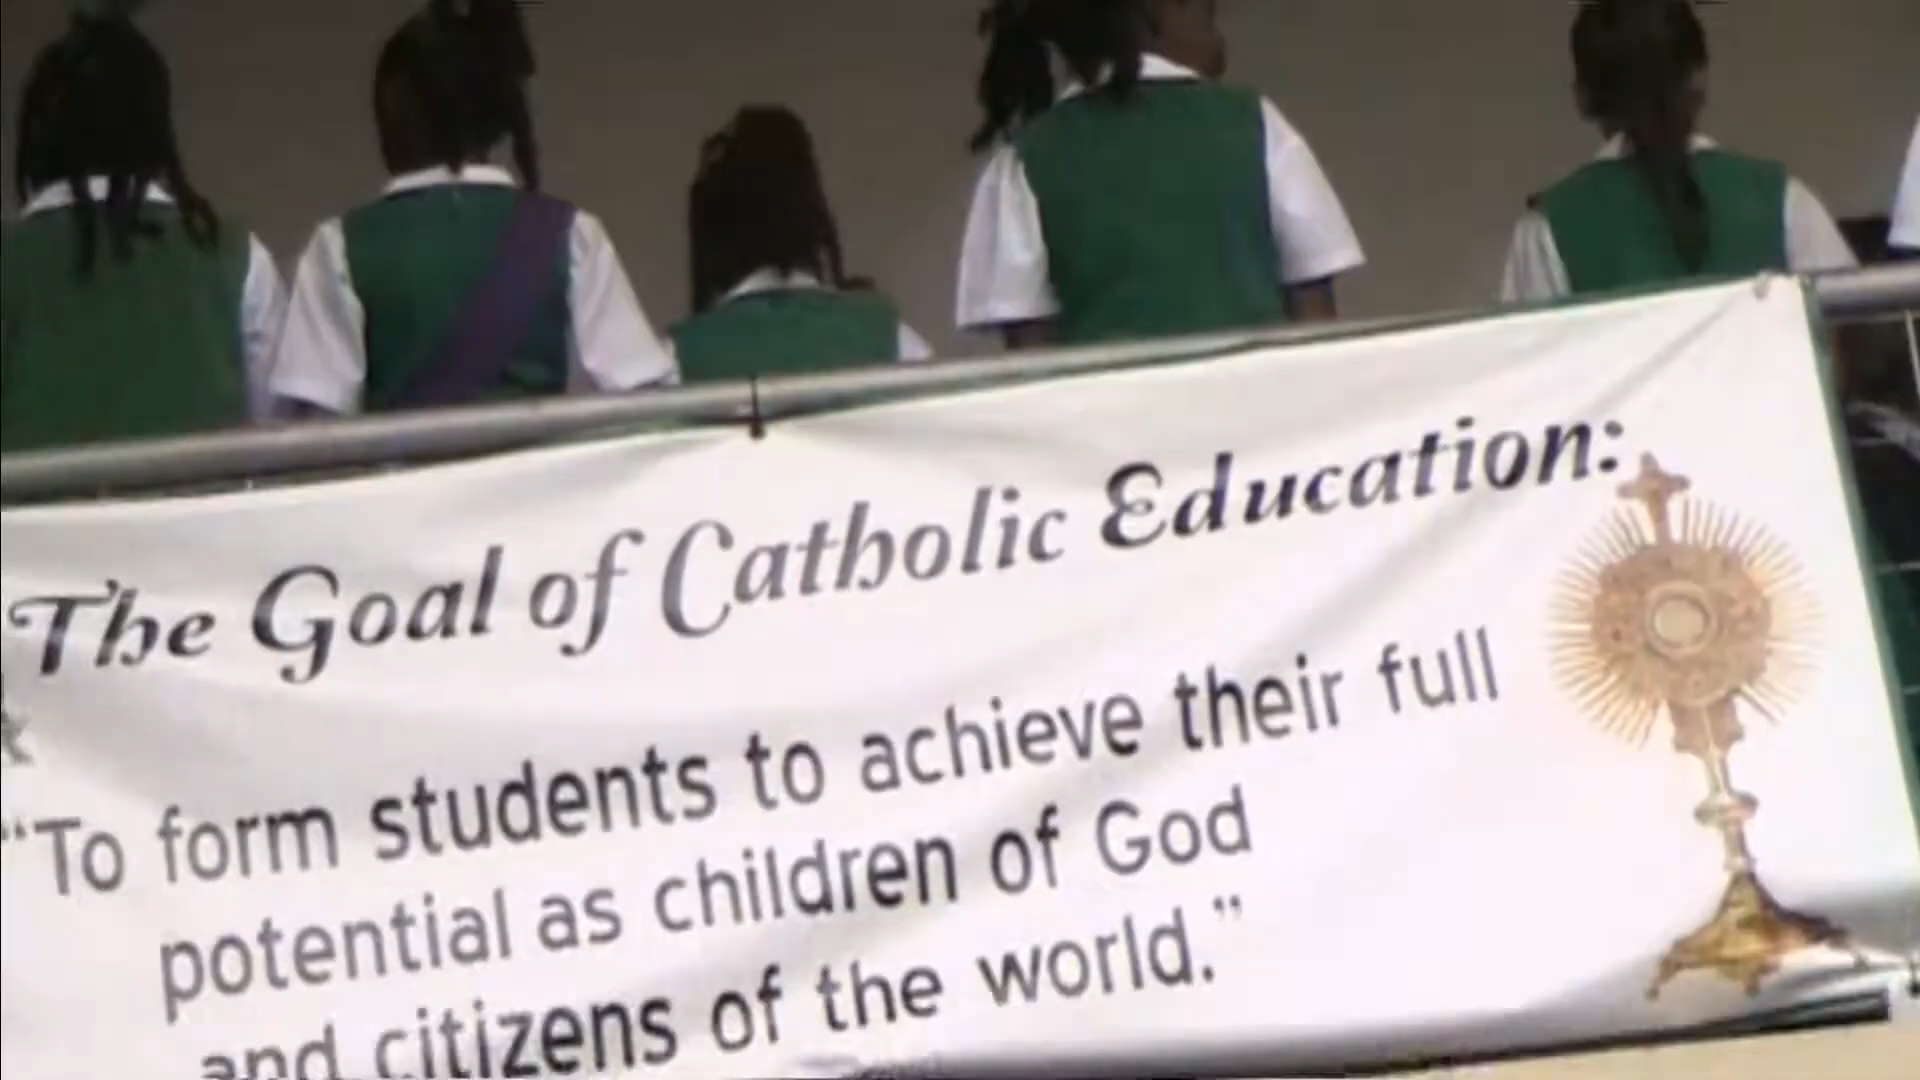 The Goal of Catholic Education:
“To form students to achieve their full
potential as children of God
and citizens of the world.”